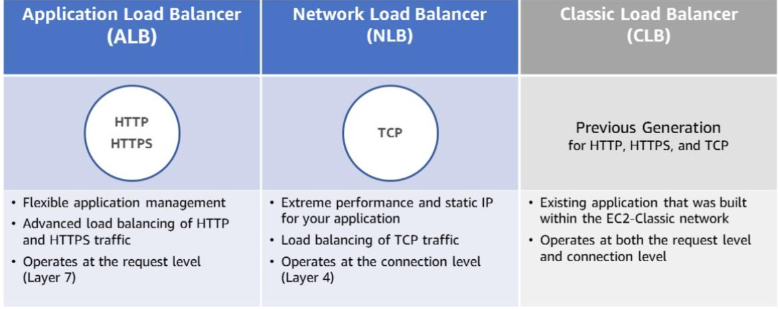 Application Load Balancer
(ALB)
Network Load Balancer
(NLB)
Classic Load Balancer
(CLB)
HTTP
HTTPS
TCP
Previous Generation
for HTTP, HTTPS, and TCP
• Flexible application management
• Advanced load balancing of HTTP
and HTTPS traffic
• Operates at the request level
(Layer 7)
• Extreme performance and static IP
for your application
• Load balancing of TCP traffic
• Operates at the connection level
(Layer 4)
• Existing application that was built
within the EC2-Classic network
• Operates at both the request level
and connection level